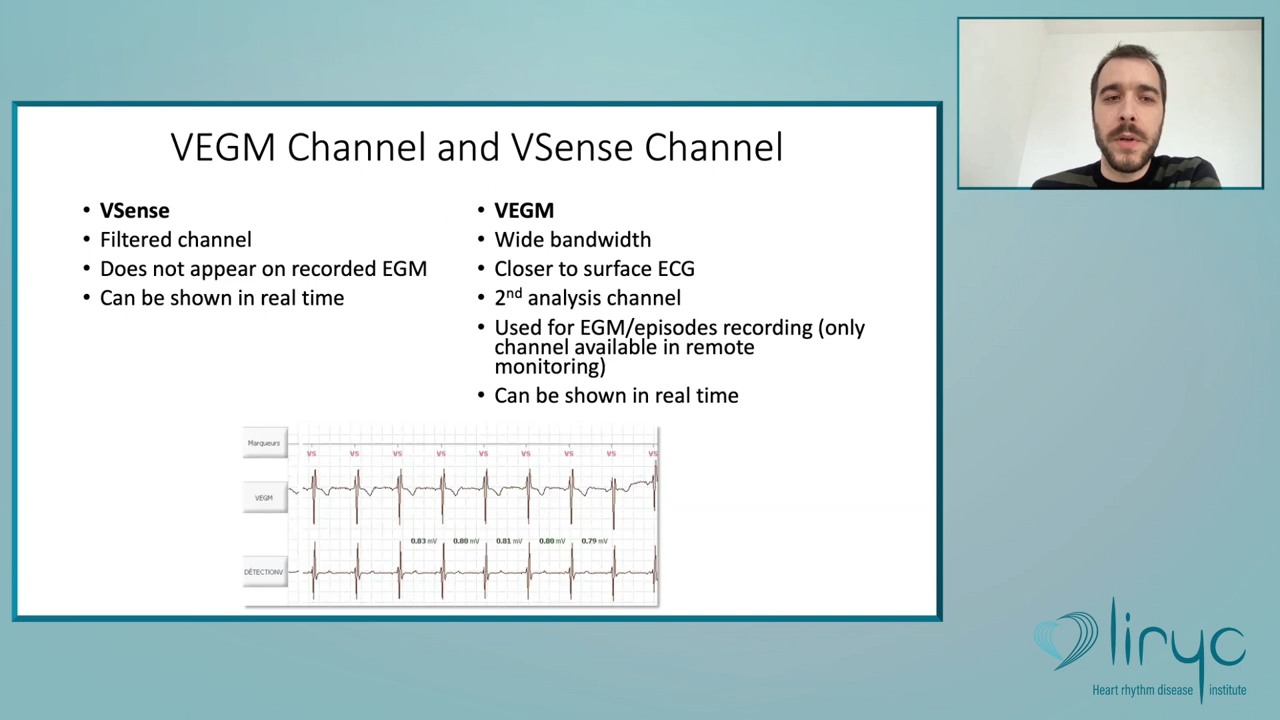 VEGM Channel and VSense Channel
• VSense
• Filtered channel
• Does not appear on recorded EGM
• Can be shown in real time
• VEGM
• Wide bandwidth
• Closer to surface ECG
• 2nd analysis channel
• Used for EGM/episodes recording (only
channel available in remote
monitoring)
• Can be shown in real time
Marqueurs
VS VS VS VS VS VS VS VS VS
VEGM
0.83 mV 0.80 mV 0.81 mV 0.80 mV 0.79 mV
DÉTECTIONV
liryc
Heart rhythm disease institute